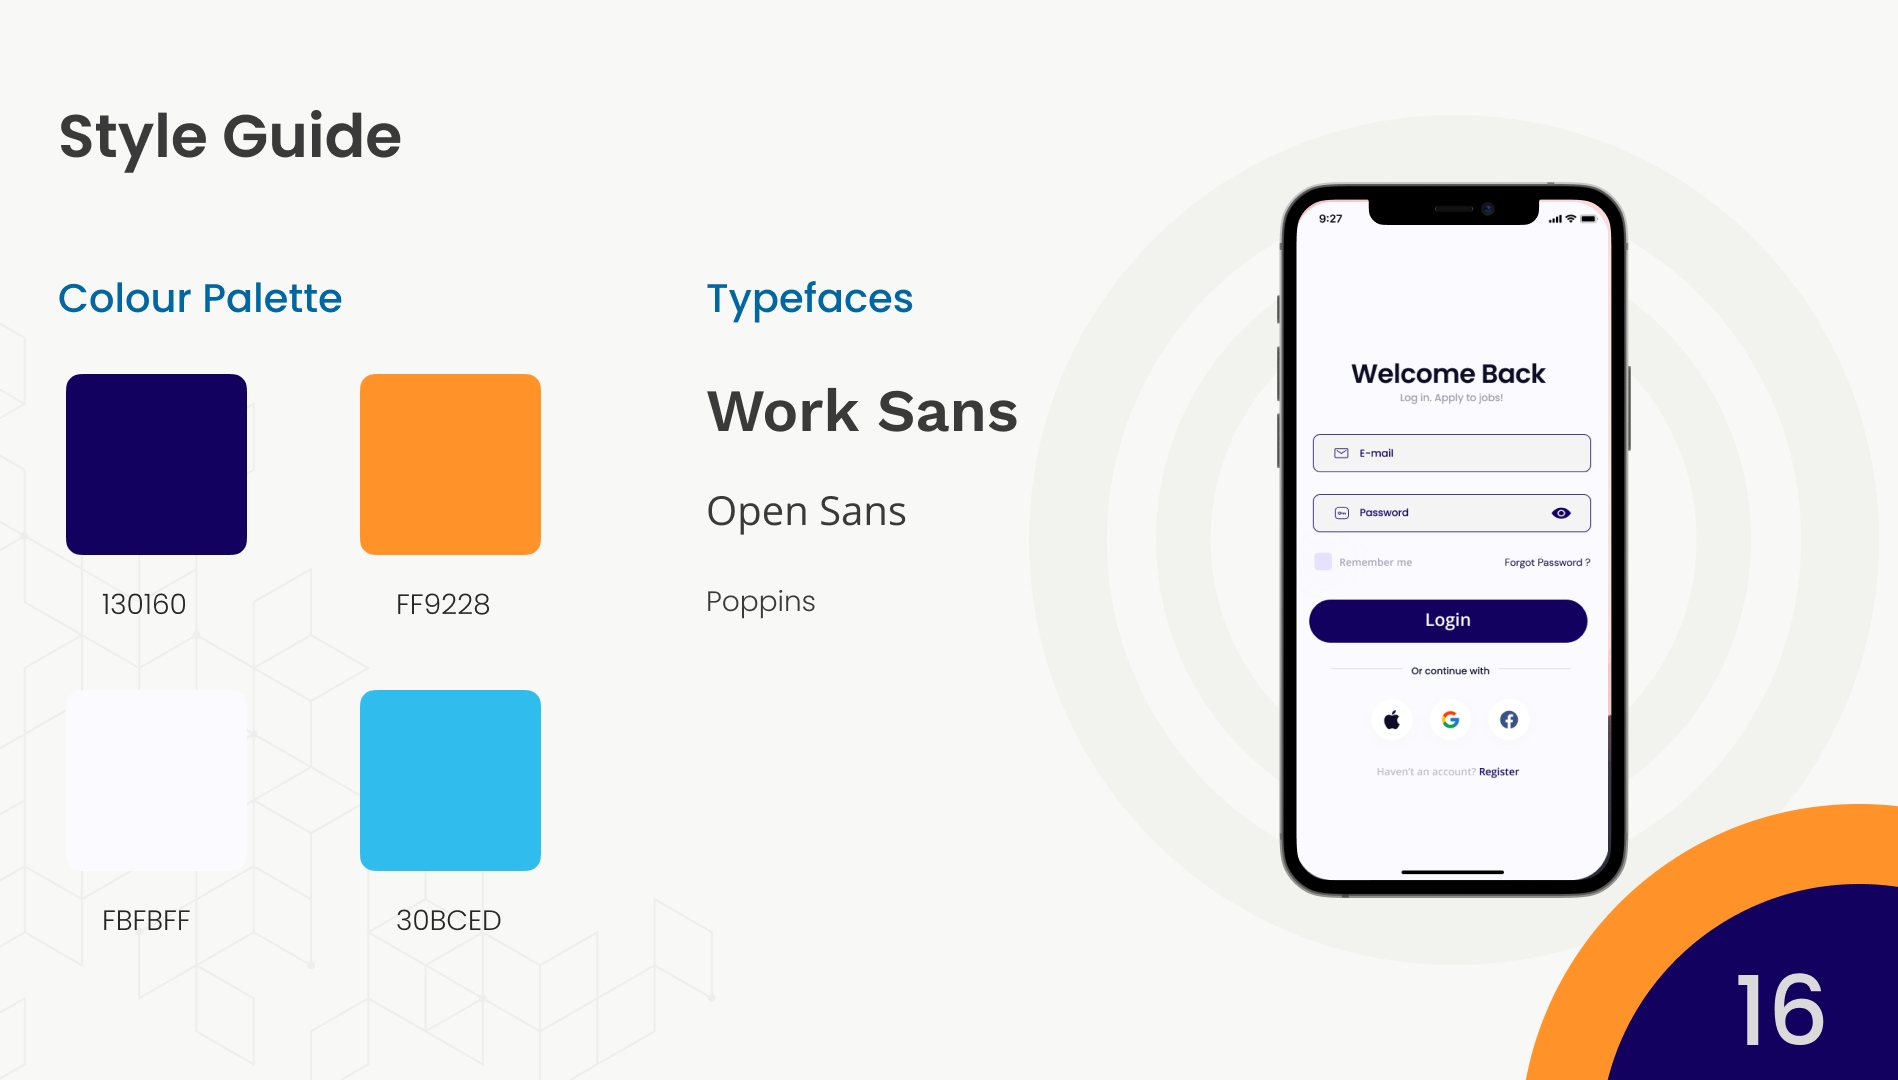 Style Guide
Colour Palette
130160
FF9228
FBFBFF
30BCED
Typefaces
Work Sans
Open Sans
Poppins
9:27
Welcome Back
Log in. Apply to jobs!
E-mail
Password
Remember me
Forgot Password ?
Login
Or continue with
Haven't an account? Register
16